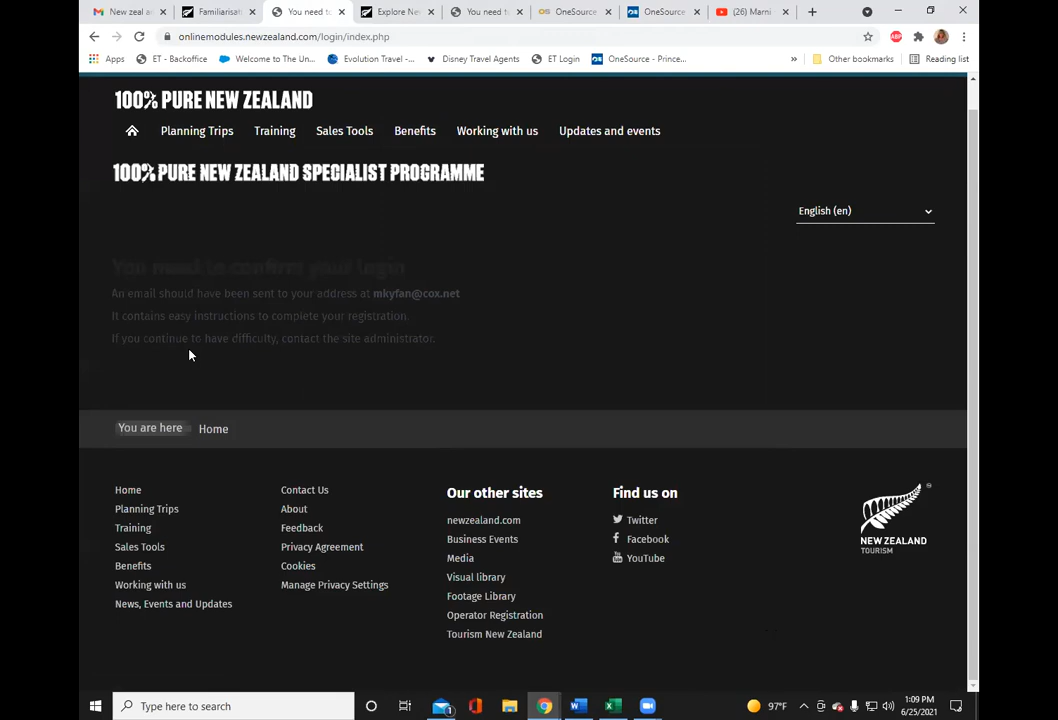 New zeal a
Familiarisat
You need to
Explore Ne
You need t
OneSource
OneSource
(26) Marni
onlinemodules.newzealand.com/login/index.php
Apps
ET - Backoffice
Welcome to The Un...
Evolution Travel -...
Disney Travel Agents
ET Login
OneSource - Prince...
»
Other bookmarks
Reading list
100% PURE NEW ZEALAND
Planning Trips
Training
Sales Tools
Benefits
Working with us
Updates and events
100% PURE NEW ZEALAND SPECIALIST PROGRAMME
English (en)
You need to confirm your login
An email should have been sent to your address at mkyfan@cox.net
It contains easy instructions to complete your registration.
If you continue to have difficulty, contact the site administrator.
You are here
Home
Home
Planning Trips
Training
Sales Tools
Benefits
Working with us
News, Events and Updates
Contact Us
About
Feedback
Privacy Agreement
Cookies
Manage Privacy Settings
Our other sites
newzealand.com
Business Events
Media
Visual library
Footage Library
Operator Registration
Tourism New Zealand
Find us on
Twitter
Facebook
YouTube
NEW ZEALAND
TOURISM
Type here to search
1
97°F
1:09 PM
6/25/2021